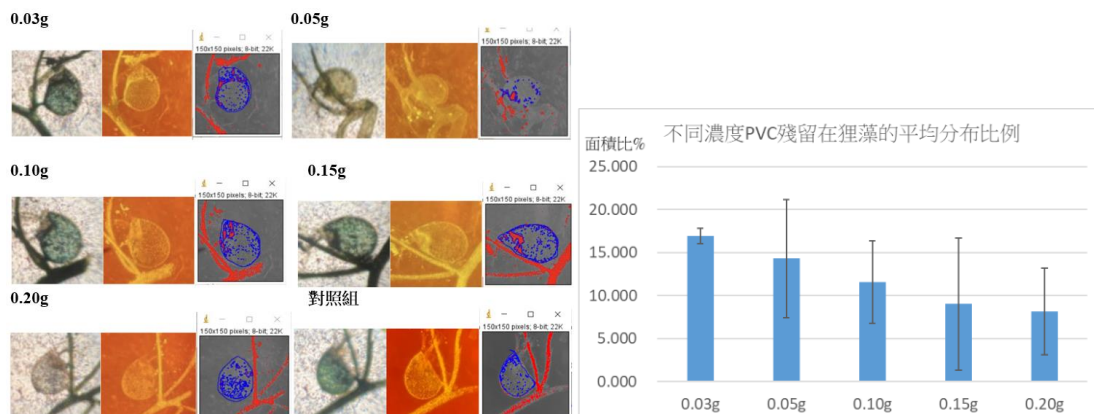 0.03g
0.05g
150x150 pixels; 8-bit; 22K
150x150 pixels; 8-bit; 22K
0.10g
0.15g
150x150 pixels; 8-bit; 22K
150x150 pixels; 8-bit; 22K
0.20g
對照組
150x150 pixels; 8-bit; 22K
150x150 pixels; 8-bit; 22K
不同濃度PVC殘留在狸藻的平均分布比例
面積比%
25.000
20.000
15.000
10.000
5.000
0.000
0.03g
0.05g
0.10g
0.15g
0.20g